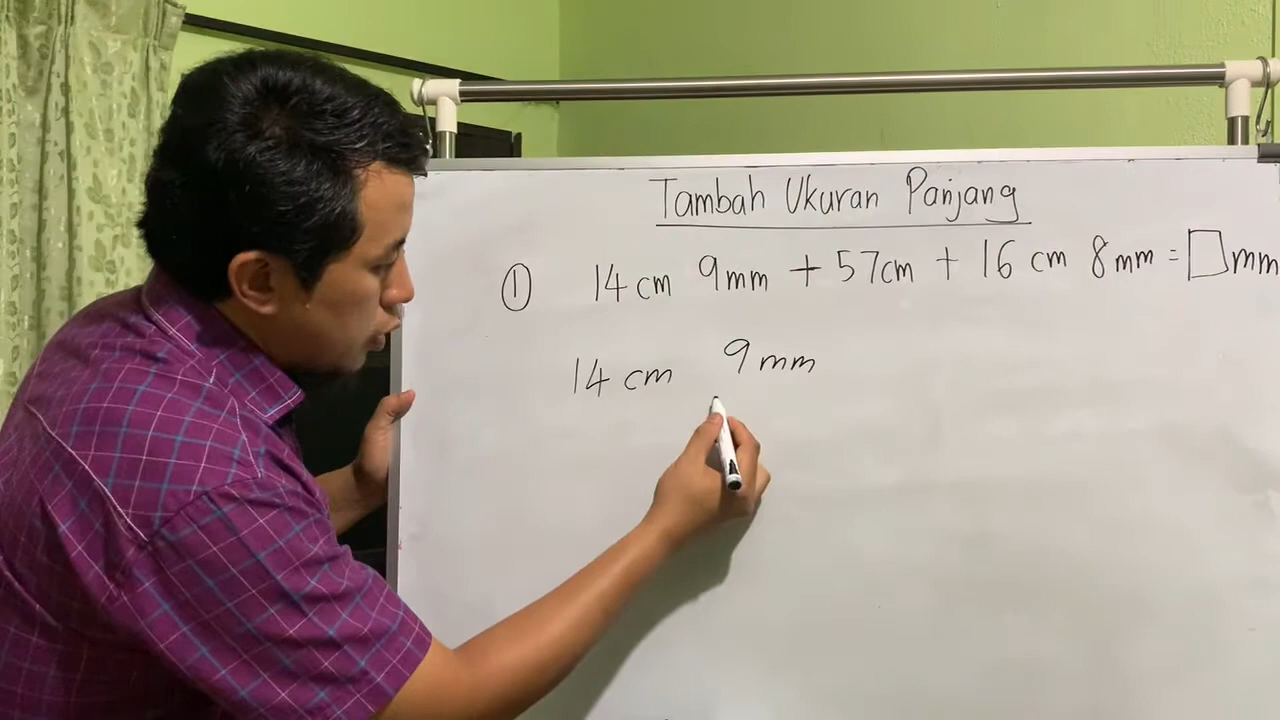 Tambah Ukuran Panjang
① 14 cm 9 mm + 57 cm + 16 cm 8 mm = □ mm
14 cm 9 mm